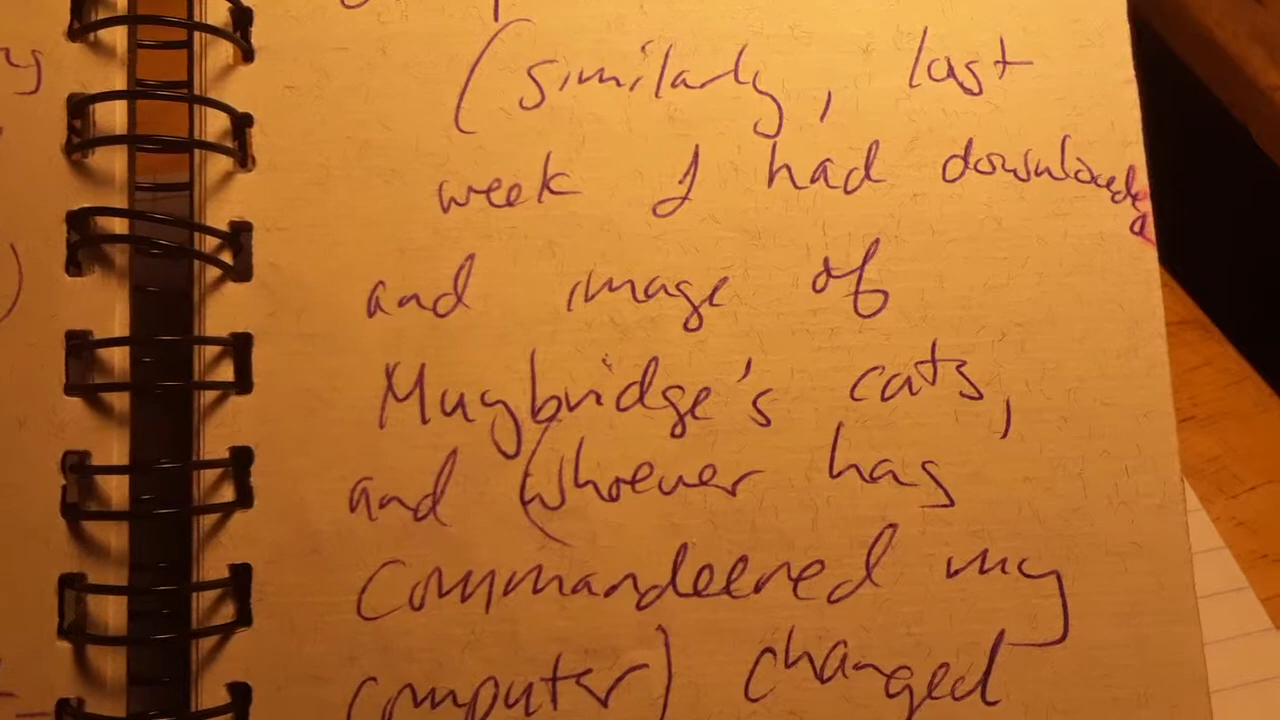 (similarly, last
week I had downloaded
and image of
Muybridge's cats,
and (whoever has
commandeered my
computer) changed